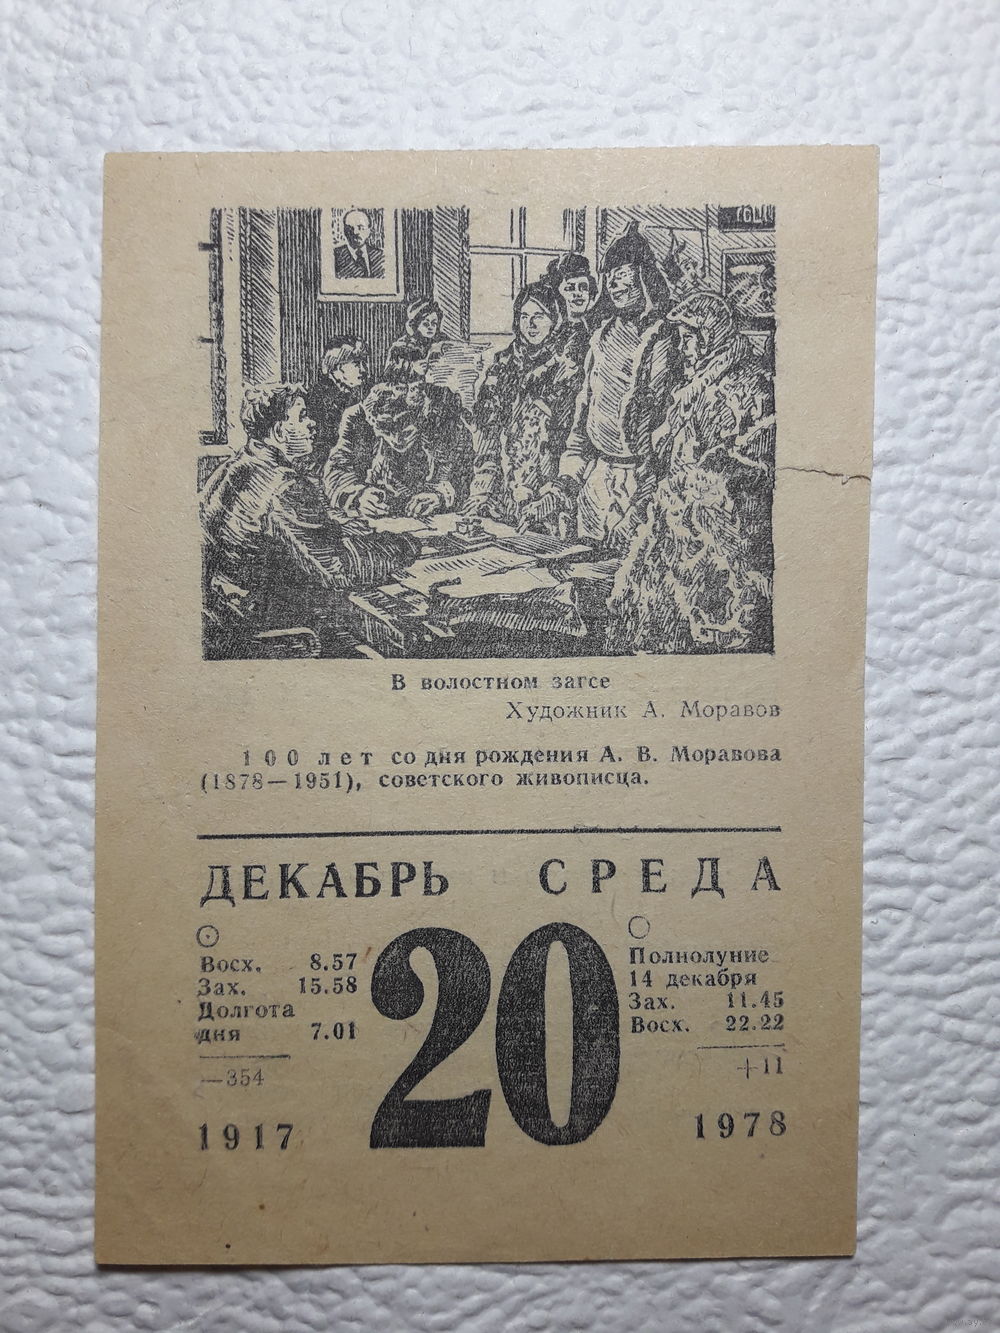 В волостном загсе
Художник А. Моравов
100 лет со дня рождения А. В. Моравова
(1878—1951), советского живописца.
ДЕКАБРЬ СРЕДА
Восх. 8.57
Зах. 15.58
Долгота
дня 7.01
—354
1917
20
Полнолуние
14 декабря
Зах. 11.45
Восх. 22.22
+11
1978